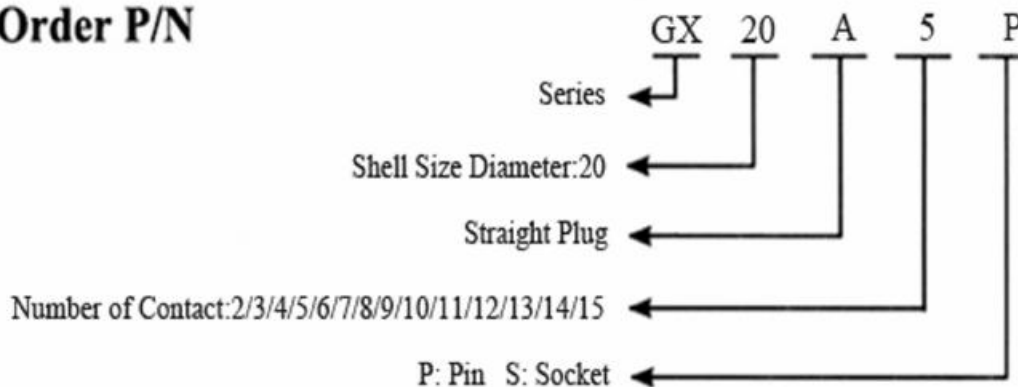 Order P/N
GX 20 A 5 P
Series
Shell Size Diameter:20
Straight Plug
Number of Contact:2/3/4/5/6/7/8/9/10/11/12/13/14/15
P: Pin S: Socket